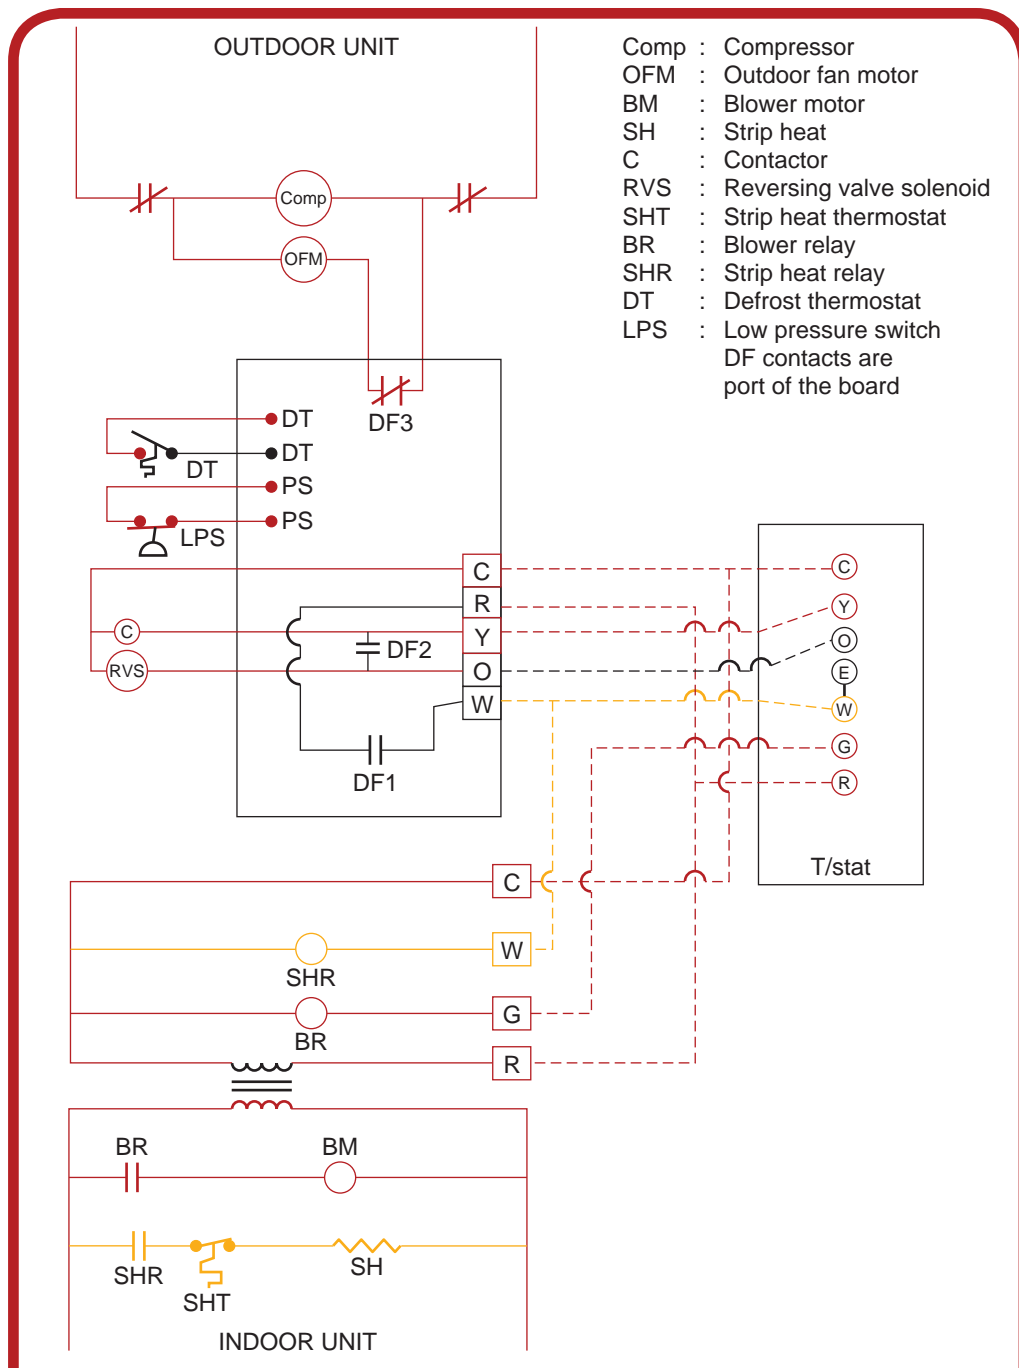 OUTDOOR UNIT
Comp : Compressor
OFM : Outdoor fan motor
BM : Blower motor
SH : Strip heat
C : Contactor
RVS : Reversing valve solenoid
SHT : Strip heat thermostat
BR : Blower relay
SHR : Strip heat relay
DT : Defrost thermostat
LPS : Low pressure switch
DF contacts are
port of the board
Comp
OFM
DF3
DT
DT
DT
PS
PS
LPS
C
R
Y
O
W
C
RVS
DF2
DF1
C
Y
O
E
W
G
R
T/stat
C
W
SHR
G
BR
R
BR
BM
SHR
SHT
SH
INDOOR UNIT